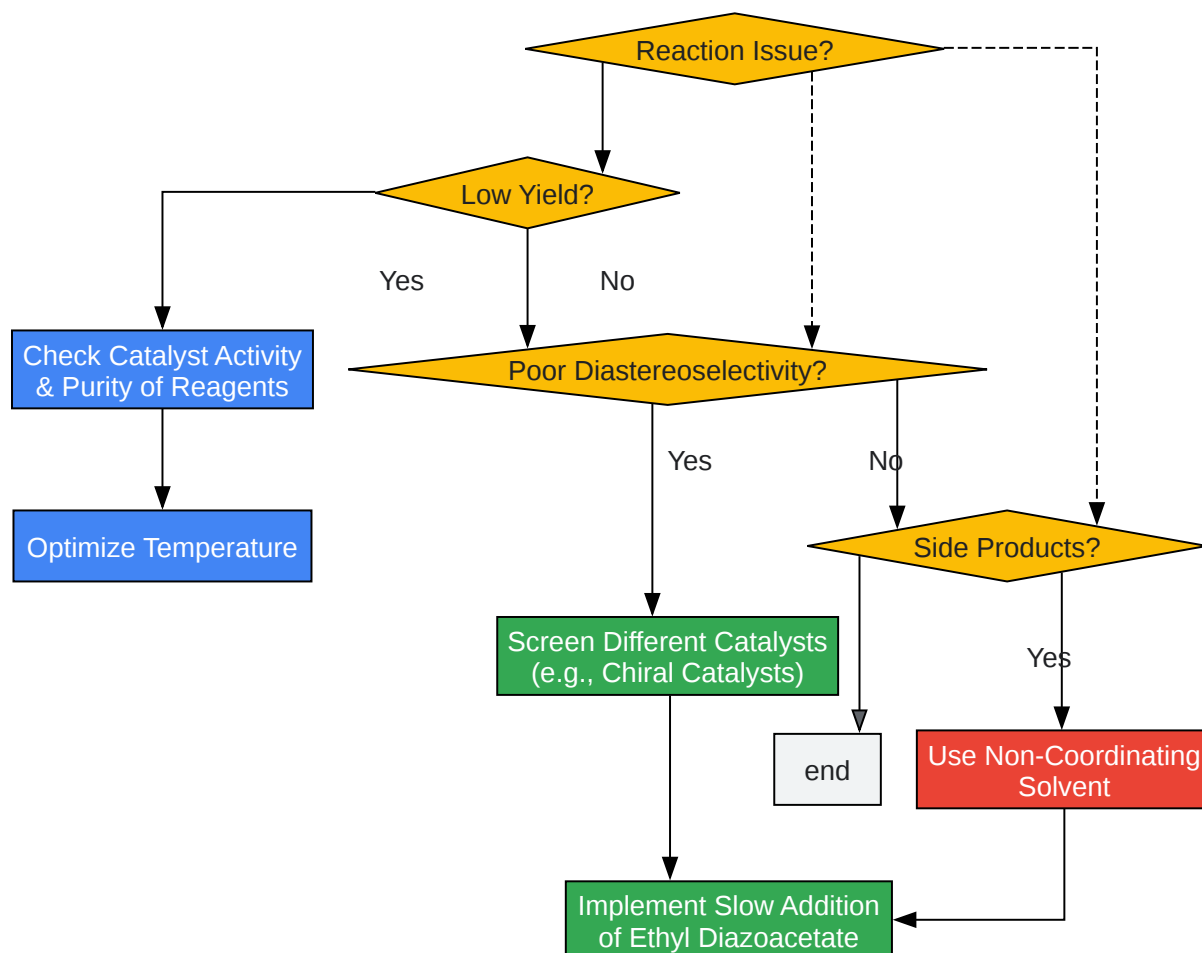 Reaction Issue?
Low Yield?
Yes
No
Check Catalyst Activity
& Purity of Reagents
Poor Diastereoselectivity?
Yes
No
Optimize Temperature
Side Products?
Screen Different Catalysts
(e.g., Chiral Catalysts)
Yes
end
Use Non-Coordinating
Solvent
Implement Slow Addition
of Ethyl Diazoacetate